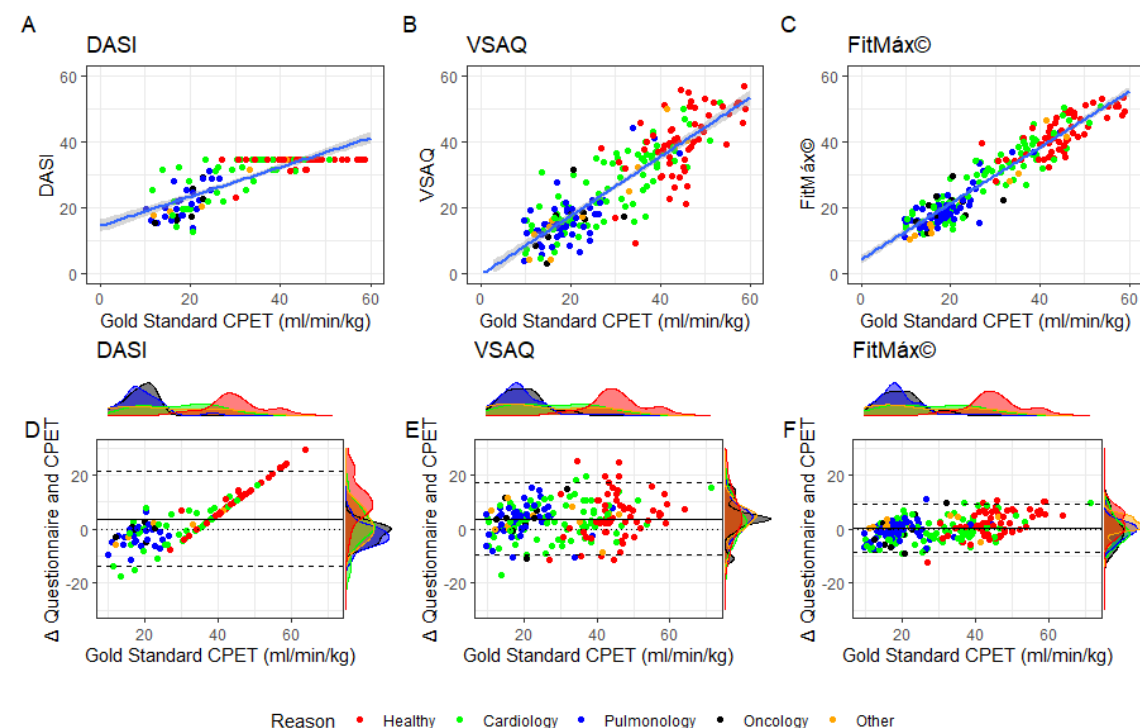 A
DASI
60
40
20
0
DASI
0 20 40 60
Gold Standard CPET (ml/min/kg)
B
VSAQ
60
40
20
0
VSAQ
0 20 40 60
Gold Standard CPET (ml/min/kg)
C
FitMáx©
60
40
20
0
FitMáx©
0 20 40 60
Gold Standard CPET (ml/min/kg)
DASI
D
Δ Questionnaire and CPET
20
0
-20
20 40 60
Gold Standard CPET (ml/min/kg)
VSAQ
E
Δ Questionnaire and CPET
20
0
-20
20 40 60
Gold Standard CPET (ml/min/kg)
FitMáx©
F
Δ Questionnaire and CPET
20
0
-20
20 40 60
Gold Standard CPET (ml/min/kg)
Reason Healthy Cardiology Pulmonology Oncology Other